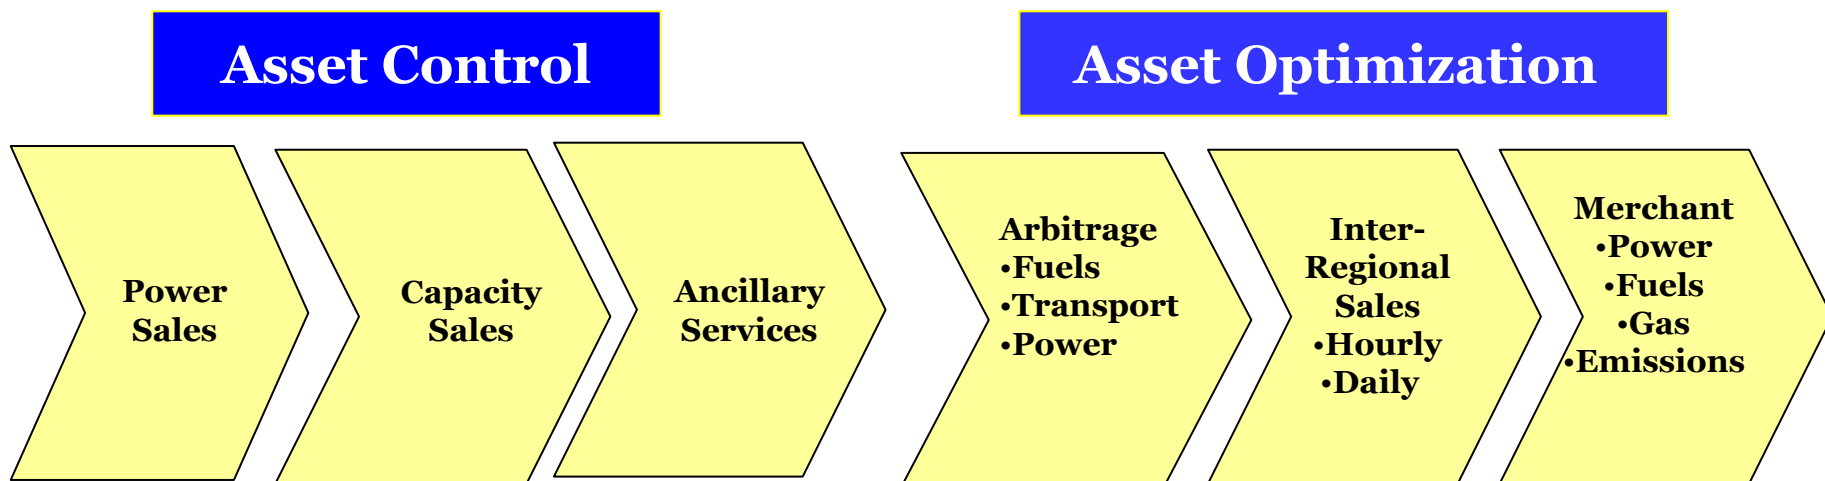 Asset Control
Asset Optimization
Power
Sales
Capacity
Sales
Ancillary
Services
Arbitrage
•Fuels
•Transport
•Power
Inter-
Regional
Sales
•Hourly
•Daily
Merchant
•Power
•Fuels
•Gas
•Emissions